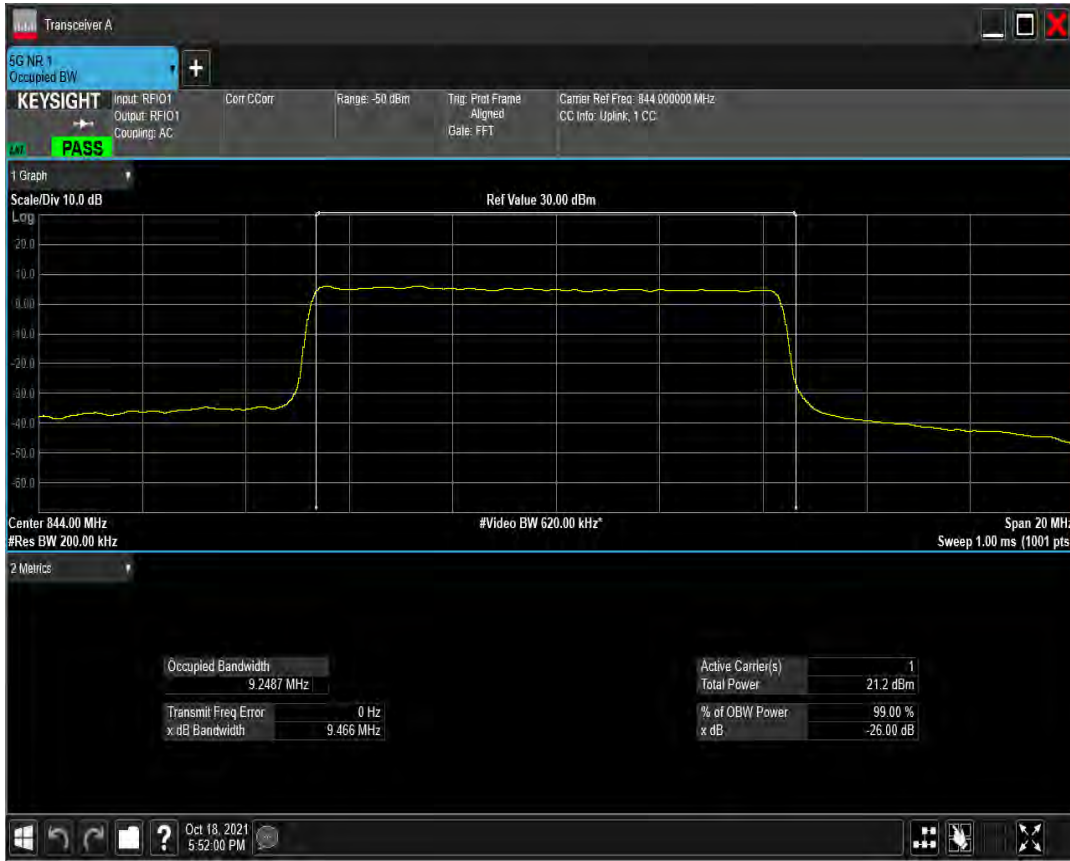 Transceiver A
5G NR 1
Occupied BW
+
KEYSIGHT
Input: RFIO1
Output: RFIO1
Coupling: AC
PASS
Corr CCorr
Range: -50 dBm
Trig: Prot Frame
Aligned
Gate: FFT
Carrier Ref Freq: 844.000000 MHz
CC Info: Uplink, 1 CC
1 Graph
Scale/Div 10.0 dB
Ref Value 30.00 dBm
Log
20.0
10.0
0.00
-10.0
-20.0
-30.0
-40.0
-50.0
-60.0
Center 844.00 MHz
#Video BW 620.00 kHz*
Span 20 MHz
#Res BW 200.00 kHz
Sweep 1.00 ms (1001 pts
2 Metrics
Occupied Bandwidth
9.2487 MHz
Transmit Freq Error 0 Hz
x dB Bandwidth 9.466 MHz
Active Carrier(s) 1
Total Power 21.2 dBm
% of OBW Power 99.00 %
x dB -26.00 dB
?
Oct 18, 2021
5:52:00 PM